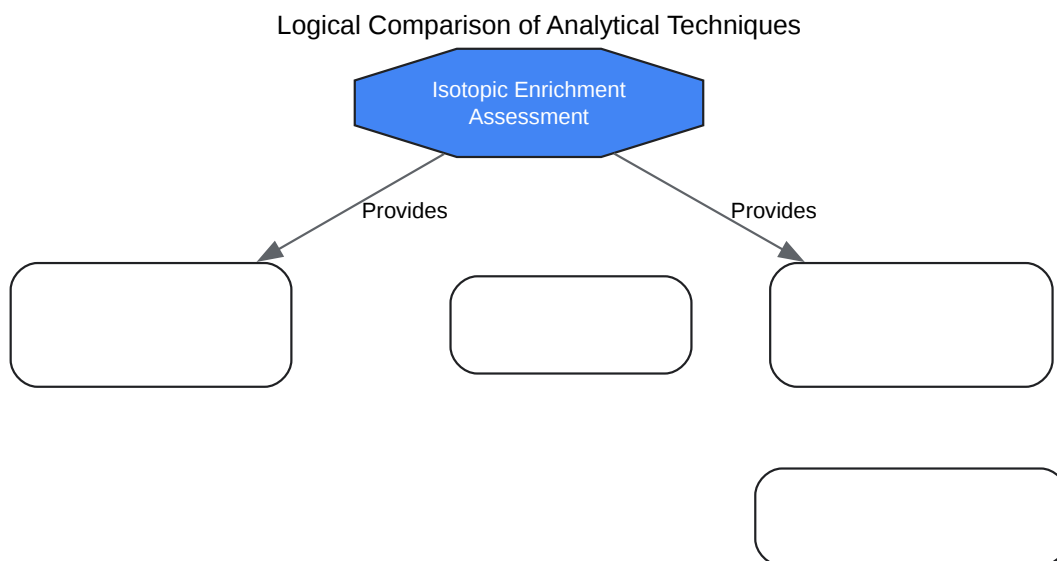 Logical Comparison of Analytical Techniques
Isotopic Enrichment
Assessment
Provides
Provides